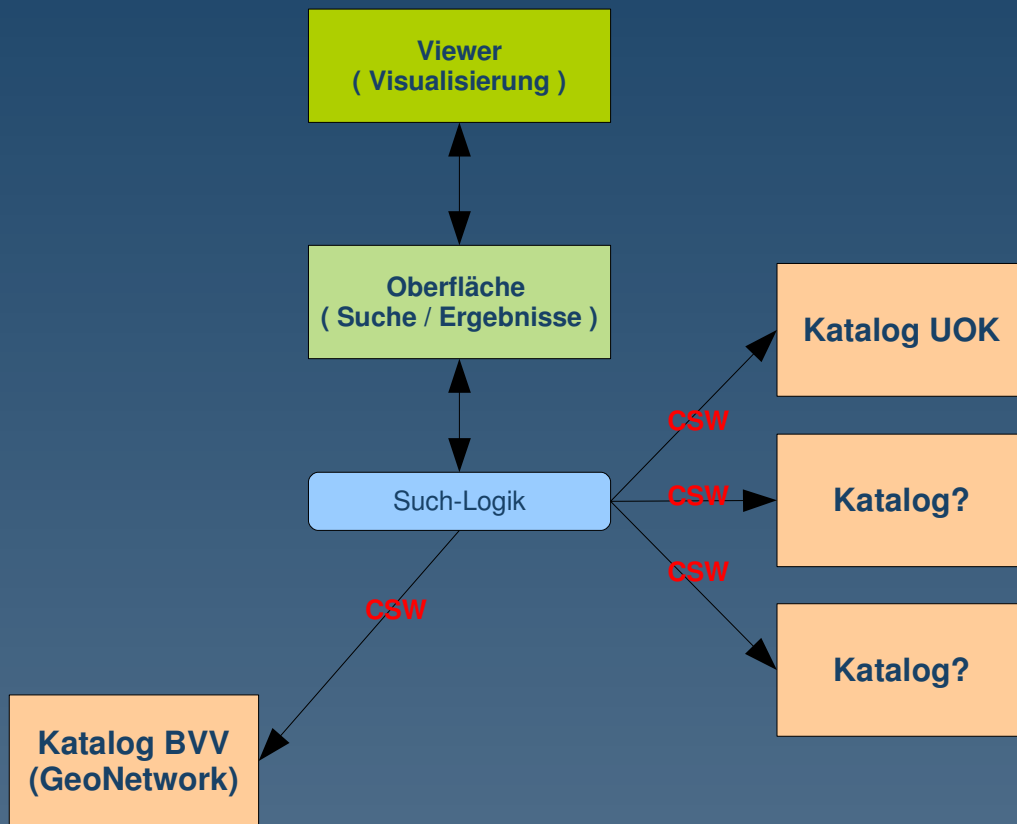 Viewer
( Visualisierung )
Oberfläche
( Suche / Ergebnisse )
Katalog UOK
CSW
Such-Logik
CSW
Katalog?
CSW
CSW
Katalog?
Katalog BVV
(GeoNetwork)